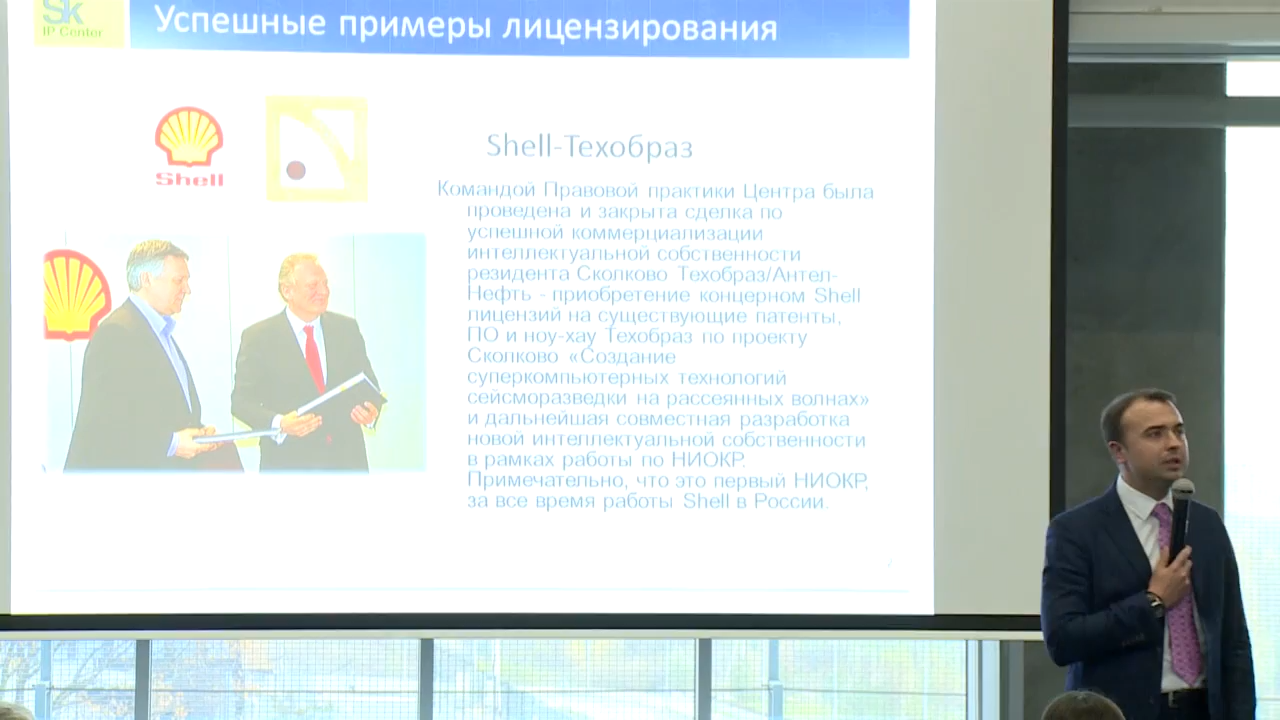 Sk
IP Center
Успешные примеры лицензирования
Shell
Shell-Техобраз
Командой Правовой практики Центра была
проведена и закрыта сделка по
успешной коммерциализации
интеллектуальной собственности
резидента Сколково Техобраз/Антел-
Нефть - приобретение концерном Shell
лицензий на существующие патенты,
ПО и ноу-хау Техобраз по проекту
Сколково «Создание
суперкомпьютерных технологий
сейсморазведки на рассеянных волнах»
и дальнейшая совместная разработка
новой интеллектуальной собственности
в рамках работы по НИОКР.
Примечательно, что это первый НИОКР,
за все время работы Shell в России.